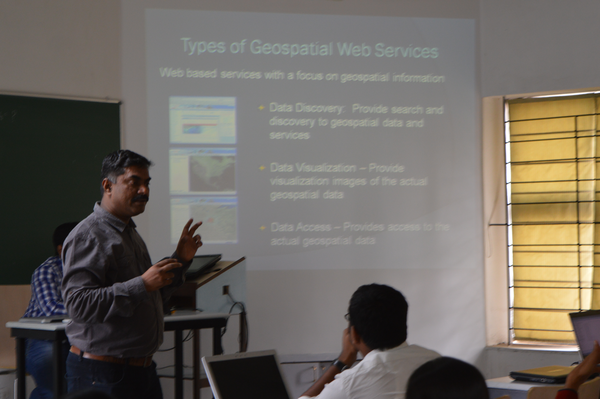 Types of Geospatial Web Services
Web based services with a focus on geospatial information
Data Discovery: Provide search and
discovery to geospatial data and
services
Data Visualization – Provide
visualization images of the actual
geospatial data
Data Access – Provides access to the
actual geospatial data